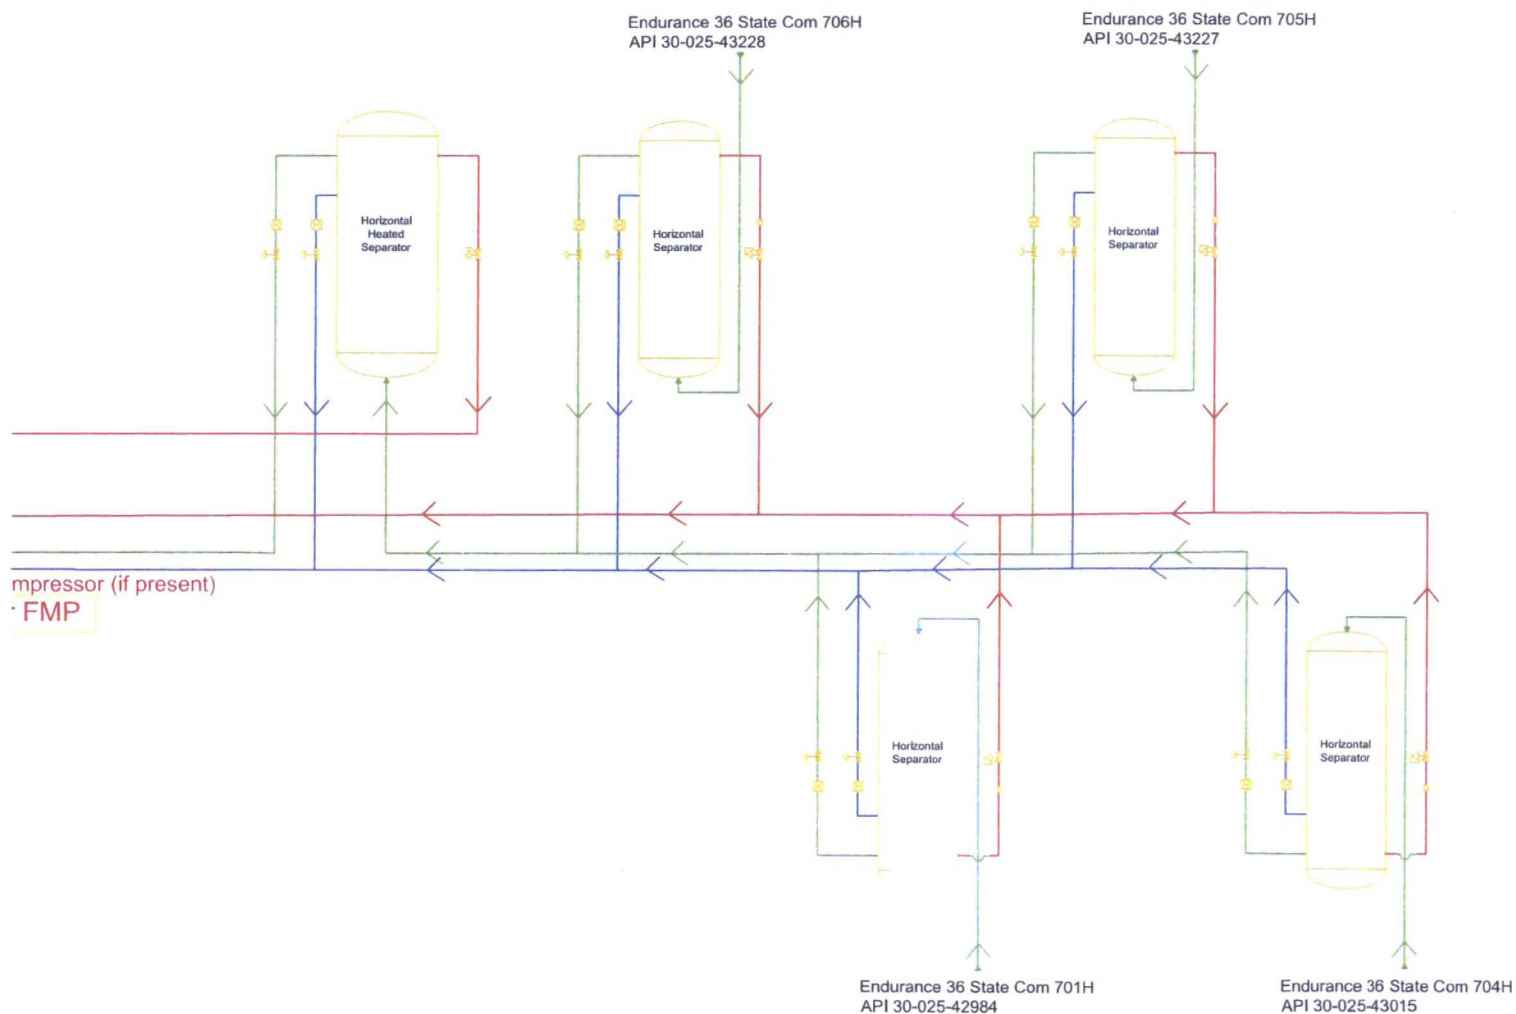 Endurance 36 State Com 706H
API 30-025-43228
Endurance 36 State Com 705H
API 30-025-43227
Horizontal
Heated
Separator
Horizontal
Separator
Horizontal
Separator
mpressor (if present)
FMP
Horizontal
Separator
Horizontal
Separator
Endurance 36 State Com 701H
API 30-025-42984
Endurance 36 State Com 704H
API 30-025-43015